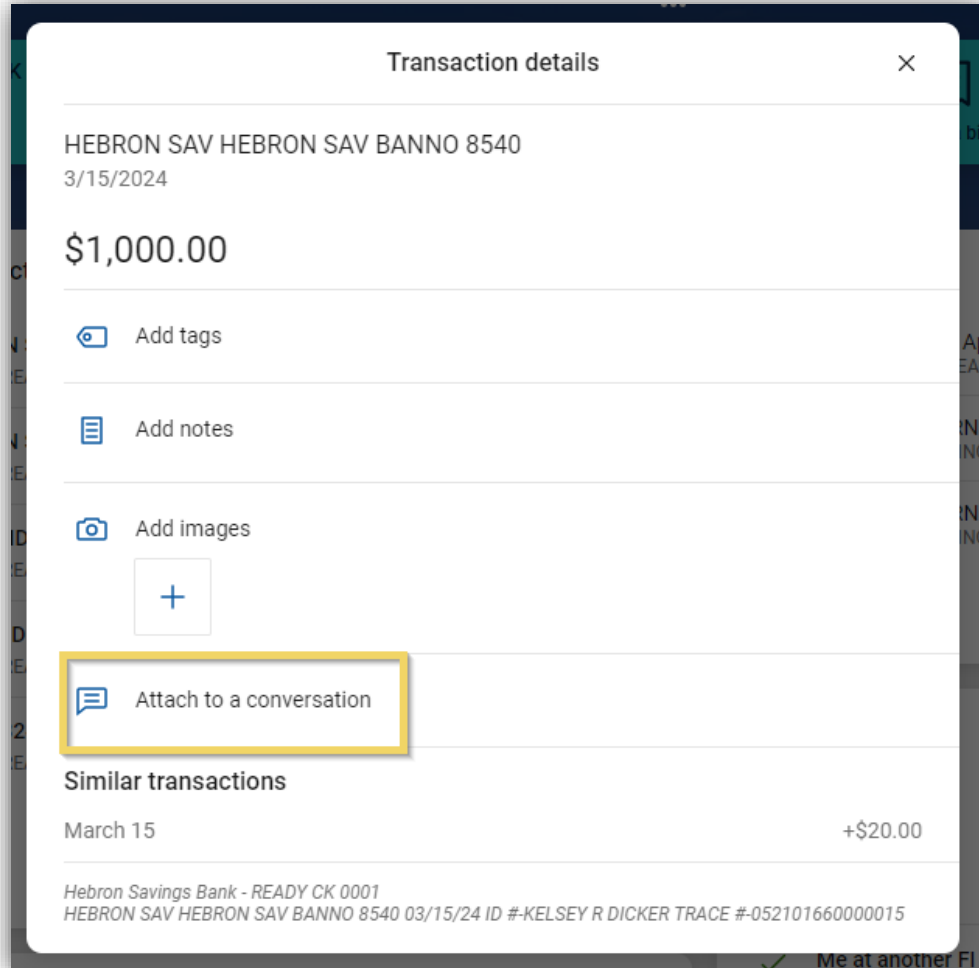 Transaction details
HEBRON SAV HEBRON SAV BANNO 8540
3/15/2024
$1,000.00
Add tags
Add notes
Add images
Attach to a conversation
Similar transactions
March 15 +$20.00
Hebron Savings Bank - READY CK 0001
HEBRON SAV HEBRON SAV BANNO 8540 03/15/24 ID #-KELSEY R DICKER TRACE #-052101660000015
Me at another FI